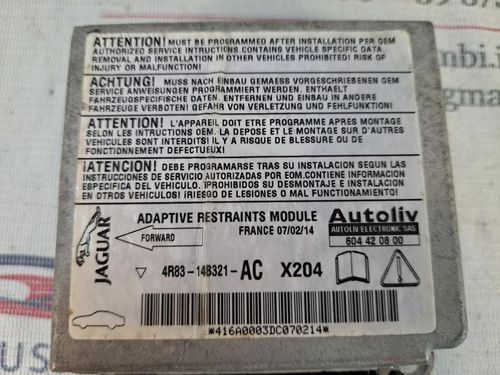 ATTENTION! MUST BE PROGRAMMED AFTER INSTALLATION PER OEM
AUTHORIZED SERVICE INSTRUCTIONS. CONTAINS VEHICLE SPECIFIC DATA.
REMOVAL AND INSTALLATION IN OTHER VEHICLES PROHIBITED! RISK OF
INJURY OR MALFUNCTION!
ACHTUNG! MUSS NACH EINBAU GEMAESS VORGESCHRIEBENEN OEM
SERVICE ANWEISUNGEN PROGRAMMIERT WERDEN, ENTHAELT
FAHRZEUGSPECIFISCHE DATEN. ENTFERNEN UND EINBAU IN ANDERE
FAHRZEUGE VERBOTEN! GEFAHR VON VERLETZUNG UND FEHLFUNKTION!
ATTENTION! L'APPAREIL DOIT ETRE PROGRAMME APRES MONTAGE
SELON LES INTRUCTIONS OEM. LA DEPOSE ET LE MONTAGE SUR D'AUTRES
VEHICULES SONT INTERDITS! IL Y A RISQUE DE BLESSURE OU DE
FONCTIONNEMENT DEFECTUEUX!
¡ATENCION! DEBE PROGRAMARSE TRAS SU INSTALACION SEGUN LAS
INSTRUCCIONES DE SERVICIO AUTORIZADAS POR EOM. CONTIENE INFORMACION
ESPECIFICA DEL VEHICULO. ¡PROHIBIDOS SU DESMONTAJE E INSTALACION
EN OTROS VEHICULOS! ¡RIESGO DE LESIONES O MAL FUNCIONAMIENTO!
JAGUAR
FORWARD
ADAPTIVE RESTRAINTS MODULE
FRANCE 07/02/14
Autoliv
AUTOLIV ELECTRONIC SAS
604 42 08 00
4R83-14B321-AC X204
*416A0003DC070214*